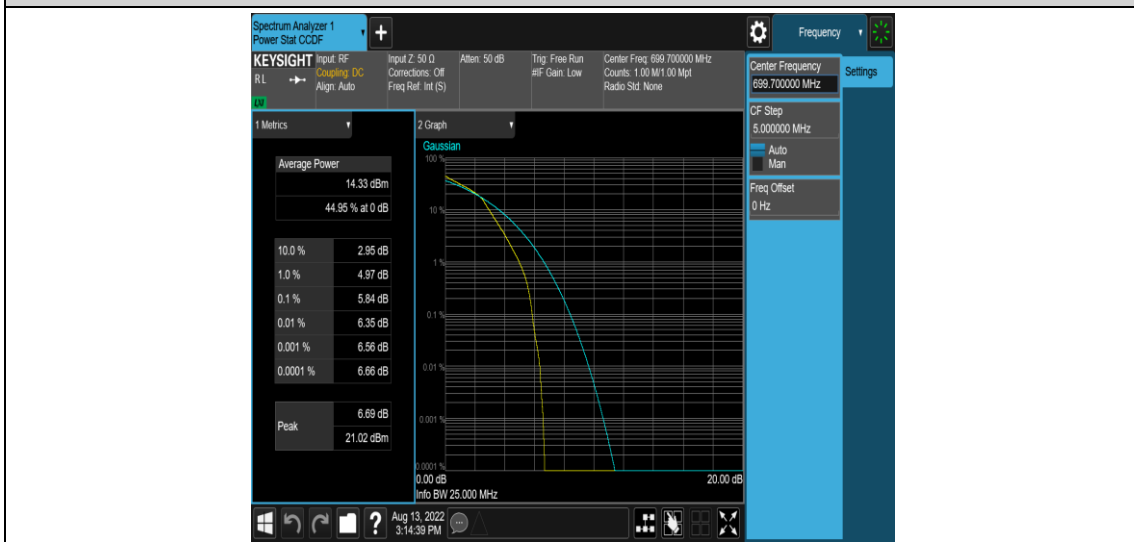 Spectrum Analyzer 1
Power Stat CCDF
Frequency
KEYSIGHT
RL
Input: RF
Coupling: DC
Align: Auto
Input Z: 50 Ω
Corrections: Off
Freq Ref: Int (S)
Atten: 50 dB
Trig: Free Run
#IF Gain: Low
Center Freq: 699.700000 MHz
Counts: 1.00 M/1.00 Mpt
Radio Std: None
Center Frequency
699.700000 MHz
Settings
CF Step
5.000000 MHz
Auto
Man
Freq Offset
0 Hz
1 Metrics
Average Power
14.33 dBm
44.95 % at 0 dB
10.0 % 2.95 dB
1.0 % 4.97 dB
0.1 % 5.84 dB
0.01 % 6.35 dB
0.001 % 6.56 dB
0.0001 % 6.66 dB
Peak
6.69 dB
21.02 dBm
2 Graph
Gaussian
100 %
10 %
1 %
0.1 %
0.01 %
0.001 %
0.0001 %
0.00 dB 20.00 dB
Info BW 25.000 MHz
?
Aug 13, 2022
3:14:39 PM